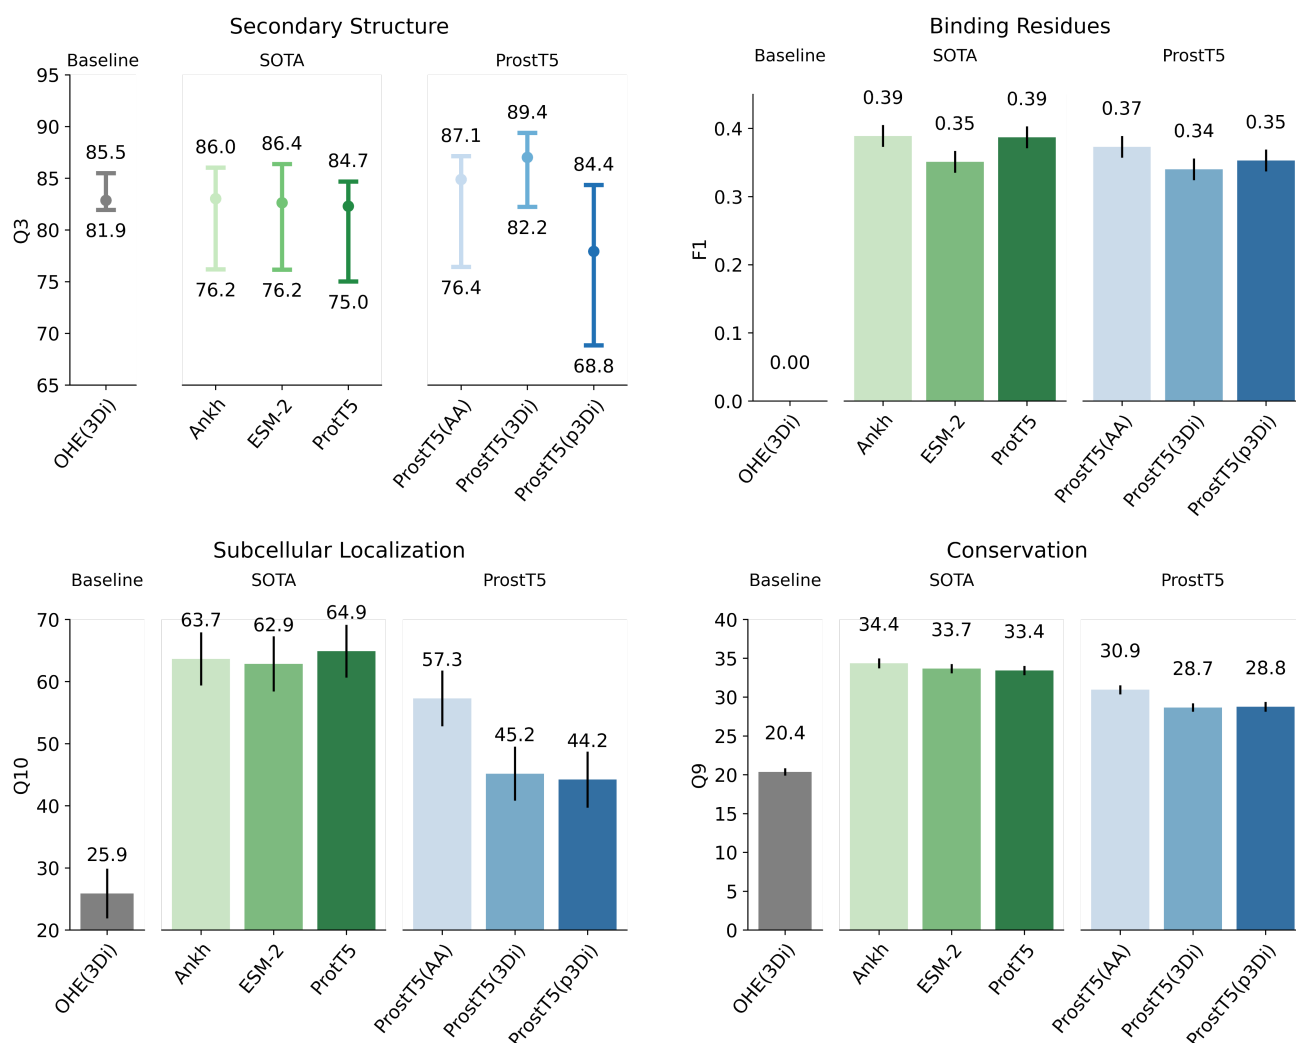 Secondary Structure
Baseline SOTA ProstT5
Q3
95
90
85
80
75
70
65
85.5
81.9
86.0
76.2
86.4
76.2
84.7
75.0
87.1
76.4
89.4
82.2
84.4
68.8
OHE(3Di)
Ankh
ESM-2
ProtT5
ProstT5(AA)
ProstT5(3Di)
ProstT5(p3Di)
Binding Residues
Baseline SOTA ProstT5
F1
0.4
0.3
0.2
0.1
0.0
0.00
0.39
0.35
0.39
0.37
0.34
0.35
OHE(3Di)
Ankh
ESM-2
ProtT5
ProstT5(AA)
ProstT5(3Di)
ProstT5(p3Di)
Subcellular Localization
Baseline SOTA ProstT5
Q10
70
60
50
40
30
20
25.9
63.7
62.9
64.9
57.3
45.2
44.2
OHE(3Di)
Ankh
ESM-2
ProtT5
ProstT5(AA)
ProstT5(3Di)
ProstT5(p3Di)
Conservation
Baseline SOTA ProstT5
Q9
40
35
30
25
20
15
10
5
0
20.4
34.4
33.7
33.4
30.9
28.7
28.8
OHE(3Di)
Ankh
ESM-2
ProtT5
ProstT5(AA)
ProstT5(3Di)
ProstT5(p3Di)